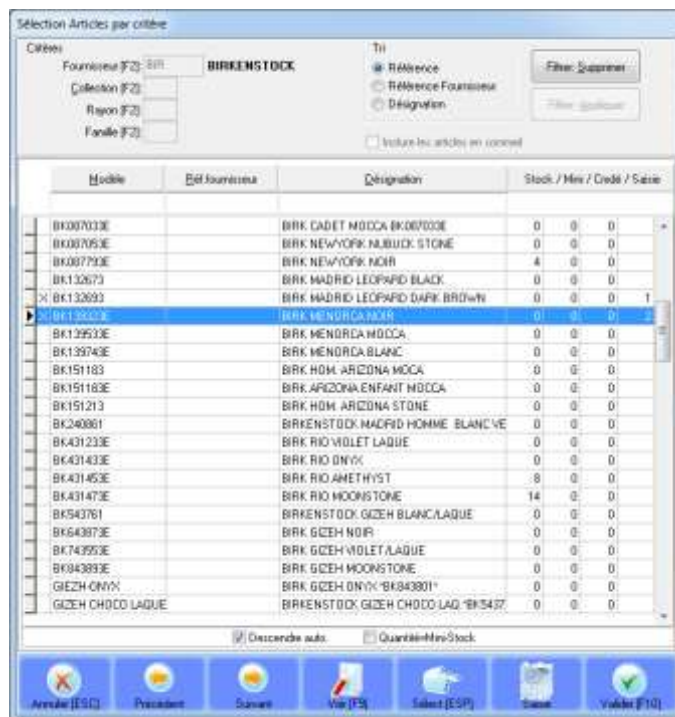 Sélection Articles par critère
Critères
Fournisseur [F2]: BIR BIRKENSTOCK
Collection [F2]:
Rayon [F2]:
Famille [F2]:
Tri
Référence
Référence Fournisseur
Désignation
Inclure les articles en sommeil
Filtrer: Supprimer
Filtrer: Appliquer
Modèle Réf.fournisseur Désignation Stock / Mini / Cmdé / Saisie
BK087033E BIRK CADET MOCCA BK087033E 0 0 0
BK087053E BIRK NEWYORK NUBUCK STONE 0 0 0
BK087793E BIRK NEWYORK NOIR 4 0 0
BK132673 BIRK MADRID LEOPARD BLACK 0 0 0
BK132693 BIRK MADRID LEOPARD DARK BROWN 0 0 0 1
BK139323E BIRK MENORCA NOIR 0 0 0 2
BK139533E BIRK MENORCA MOCCA 0 0 0
BK139743E BIRK MENORCA BLANC 0 0 0
BK151183 BIRK HOM. ARIZONA MOCA 0 0 0
BK151183E BIRK ARIZONA ENFANT MOCCA 0 0 0
BK151213 BIRK HOM. ARIZONA STONE 0 0 0
BK240861 BIRKENSTOCK MADRID HOMME BLANC VE 0 0 0
BK431233E BIRK RIO VIOLET LAQUE 0 0 0
BK431433E BIRK RIO ONYX 0 0 0
BK431453E BIRK RIO AMETHYST 8 0 0
BK431473E BIRK RIO MOONSTONE 14 0 0
BK543761 BIRKENSTOCK GIZEH BLANC/LAQUE 0 0 0
BK643873E BIRK GIZEH NOIR 0 0 0
BK743553E BIRK GIZEH VIOLET/LAQUE 0 0 0
BK843893E BIRK GIZEH MOONSTONE 0 0 0
GIEZH-ONYX BIRK GIZEH ONYX *BK843801* 0 0 0
GIZEH CHOCO LAQUE BIRKENSTOCK GIZEH CHOCO LAQ *BK5437 0 0 0
Descendre auto. Quantité=Mini-Stock
Annuler [ESC] Précédent Suivant Voir [F9] Select [ESP] Saisie Valider [F10]